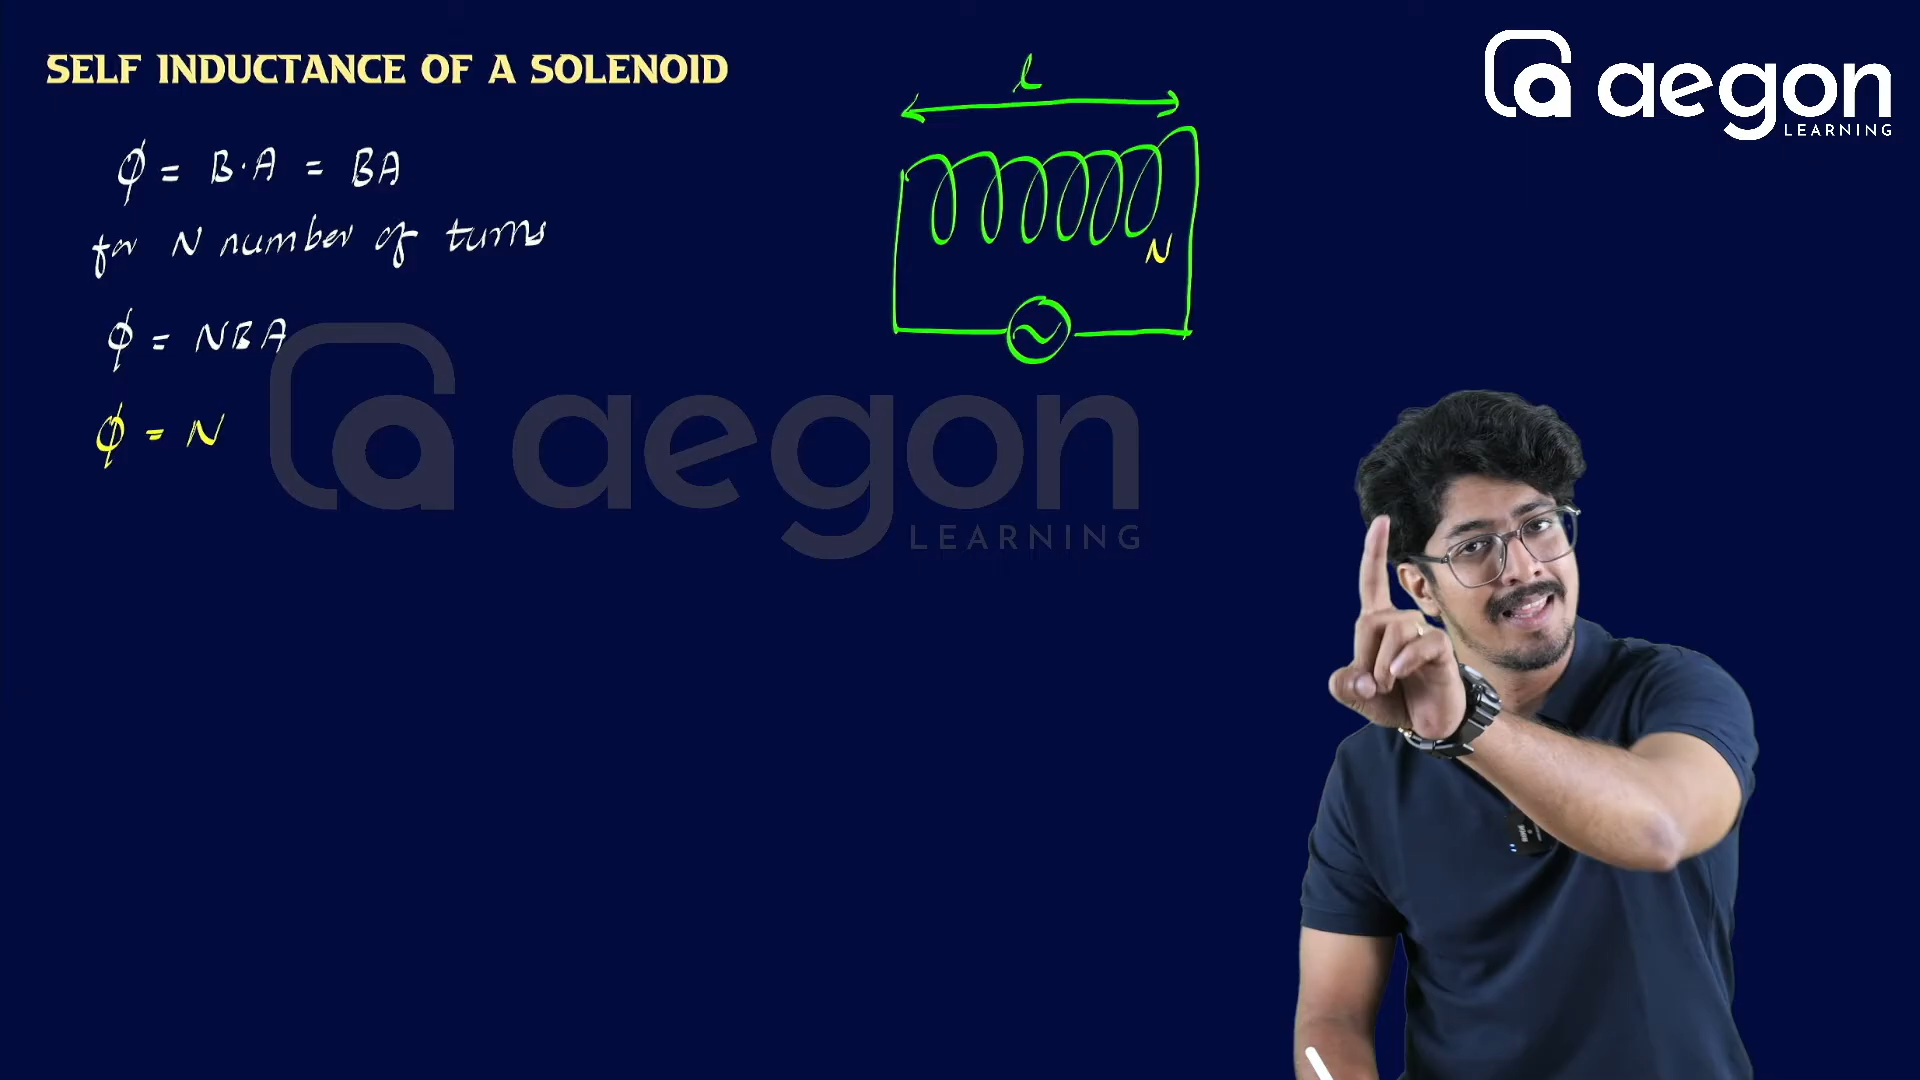 SELF INDUCTANCE OF A SOLENOID
ϕ = B·A = BA
for N number of turns
ϕ = NBA
ϕ = N
l
N
aegon
LEARNING
aegon
LEARNING